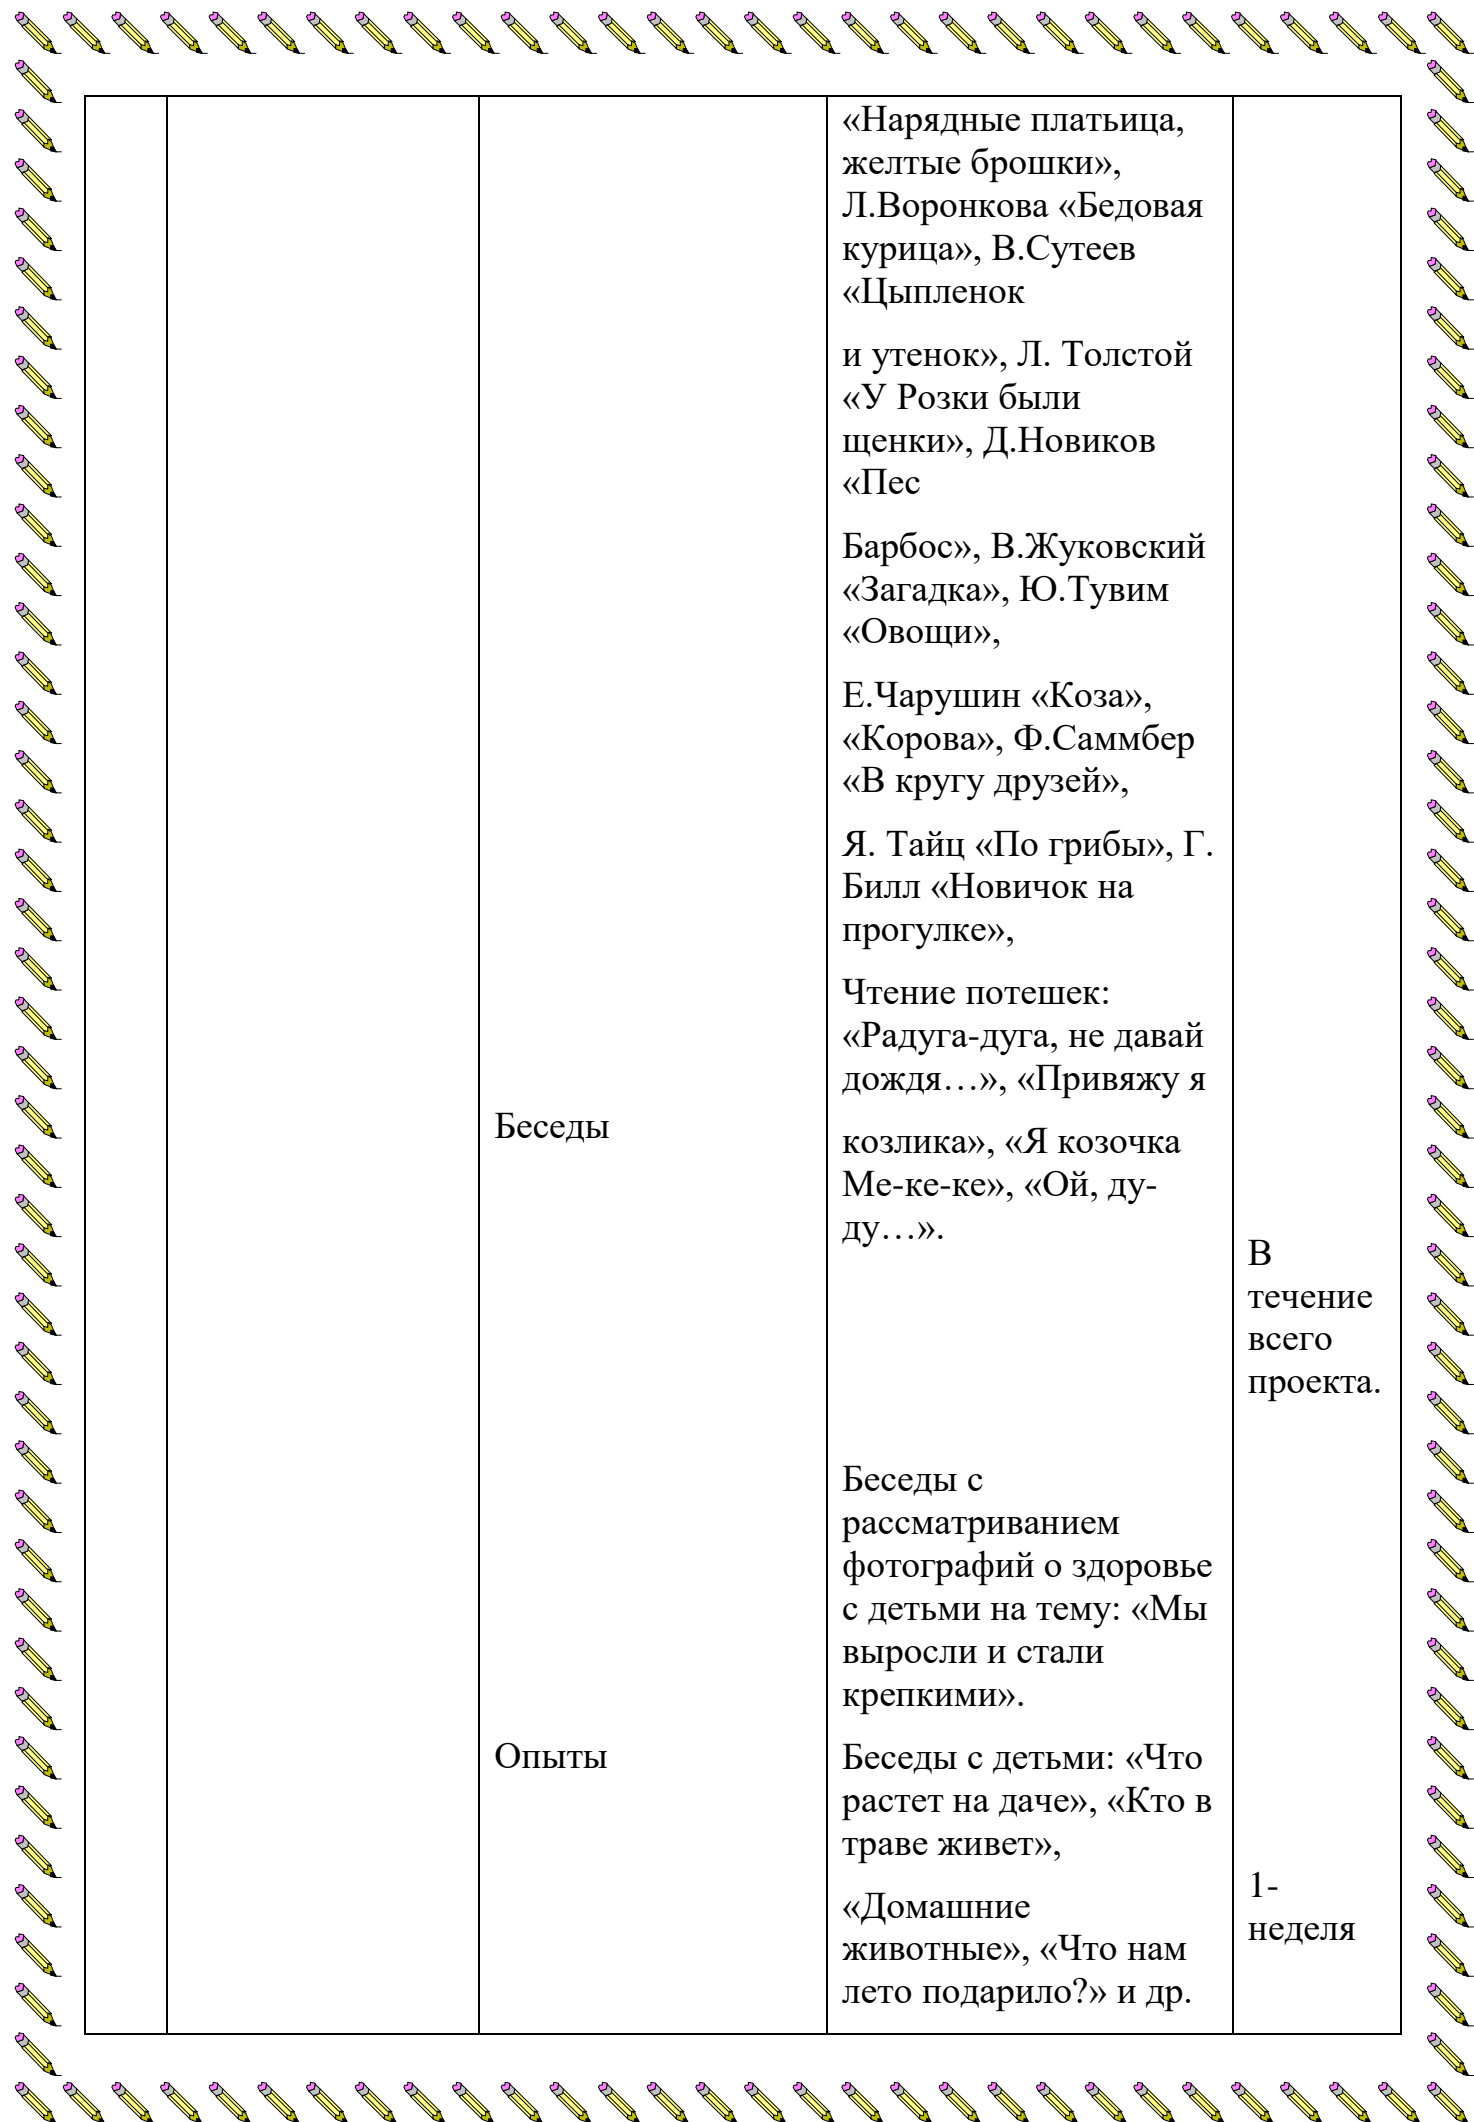 «Нарядные платьица,
желтые брошки»,
Л.Воронкова «Бедовая
курица», В.Сутеев
«Цыпленок
и утенок», Л. Толстой
«У Розки были
щенки», Д.Новиков
«Пес
Барбос», В.Жуковский
«Загадка», Ю.Тувим
«Овощи»,
Е.Чарушин «Коза»,
«Корова», Ф.Саммбер
«В кругу друзей»,
Я. Тайц «По грибы», Г.
Билл «Новичок на
прогулке»,
Чтение потешек:
«Радуга-дуга, не давай
дождя…», «Привяжу я
Беседы
козлика», «Я козочка
Ме-ке-ке», «Ой, ду-
ду…».
В
течение
всего
проекта.
Беседы с
рассматриванием
фотографий о здоровье
с детьми на тему: «Мы
выросли и стали
крепкими».
Опыты
Беседы с детьми: «Что
растет на даче», «Кто в
траве живет»,
1-
неделя
«Домашние
животные», «Что нам
лето подарило?» и др.